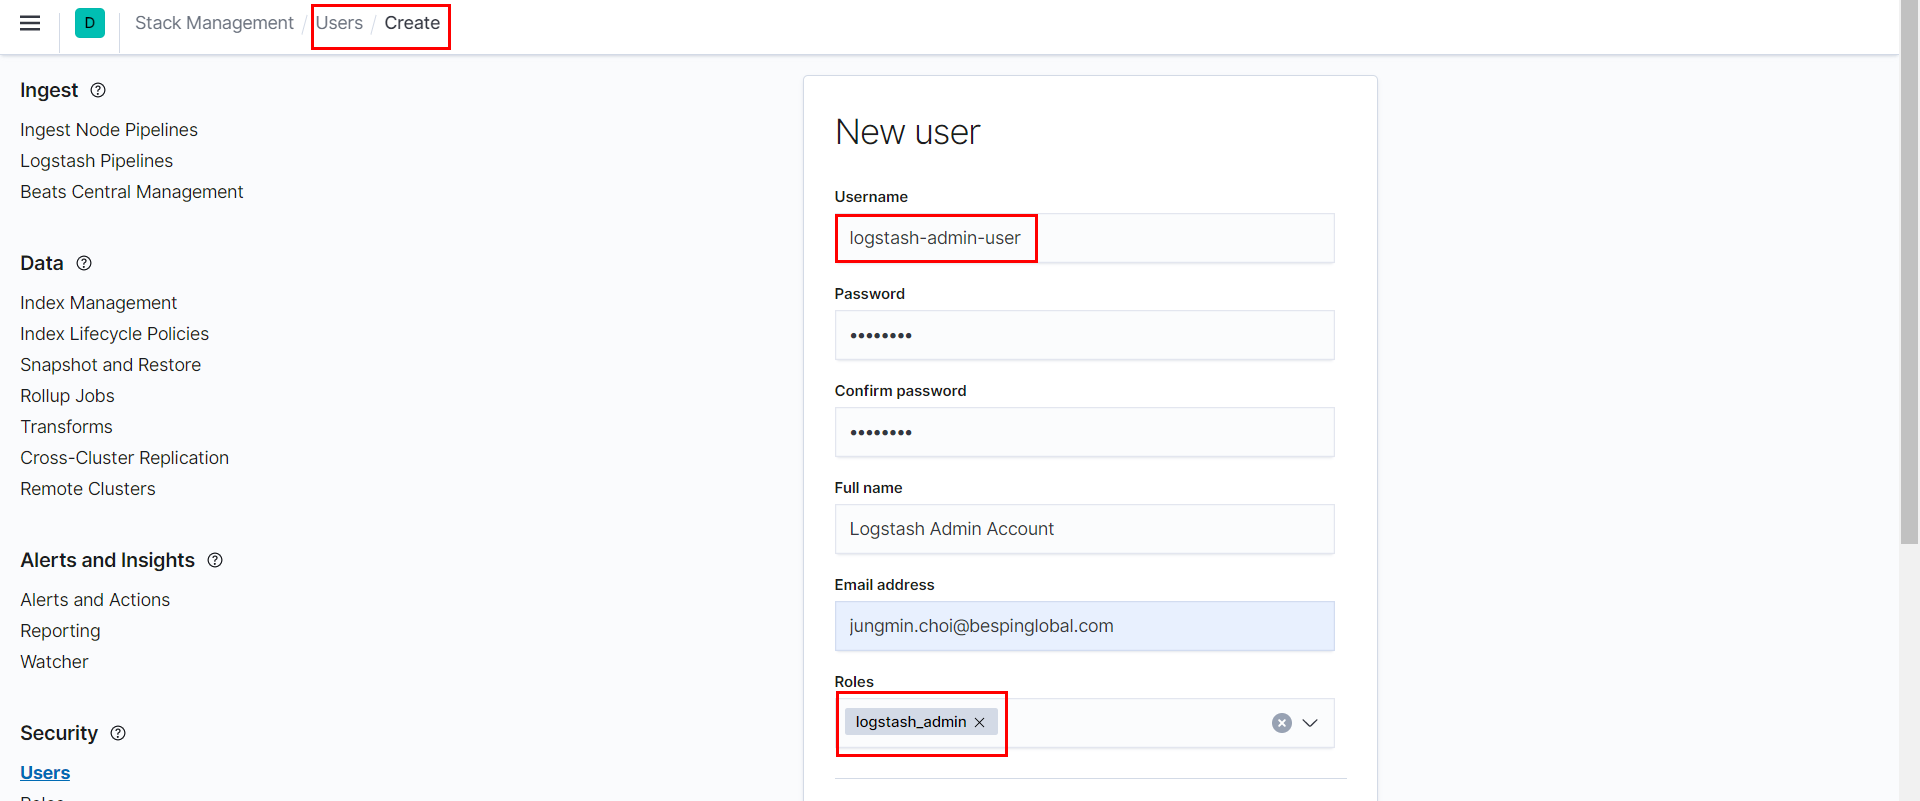 D Stack Management / Users / Create
Ingest
Ingest Node Pipelines
Logstash Pipelines
Beats Central Management
Data
Index Management
Index Lifecycle Policies
Snapshot and Restore
Rollup Jobs
Transforms
Cross-Cluster Replication
Remote Clusters
Alerts and Insights
Alerts and Actions
Reporting
Watcher
Security
Users
New user
Username
logstash-admin-user
Password
••••••••
Confirm password
••••••••
Full name
Logstash Admin Account
Email address
jungmin.choi@bespinglobal.com
Roles
logstash_admin